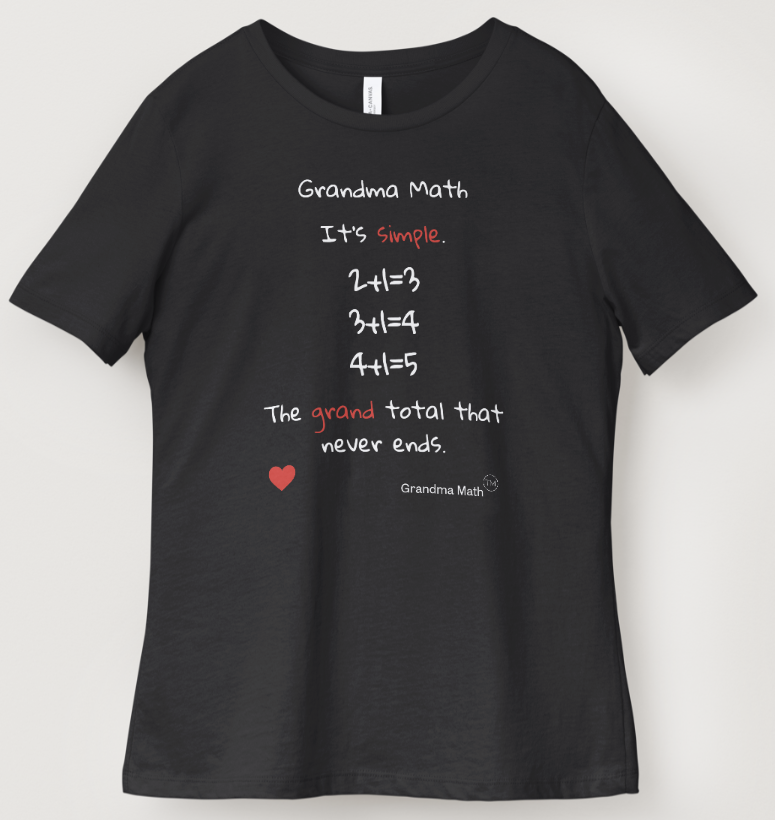 Grandma Math
It's simple.
2+1=3
3+1=4
4+1=5
The grand total that
never ends.
Grandma Math TM